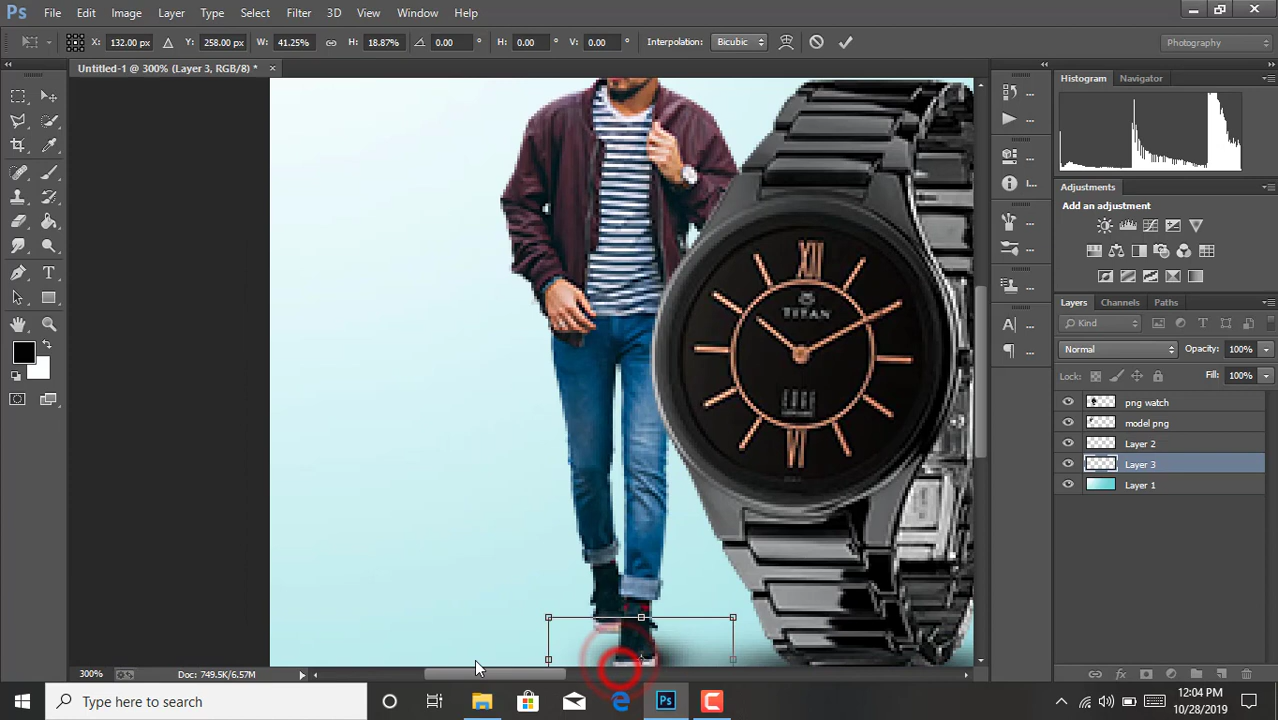 Ps File Edit Image Layer Type Select Filter 3D View Window Help
X: 132.00 px Y: 258.00 px W: 41.25% H: 18.87% 0.00 ° H: 0.00 ° V: 0.00 ° Interpolation: Bicubic Photography
Untitled-1 @ 300% (Layer 3, RGB/8) * ×
Histogram Navigator
Adjustments
Add an adjustment
Layers Channels Paths
Kind
Normal Opacity: 100%
Lock: Fill: 100%
png watch
model png
Layer 2
Layer 3
Layer 1
XII
TITAN
EDGE
VI
300% Doc: 749.5K/6.57M
Type here to search
12:04 PM
10/28/2019